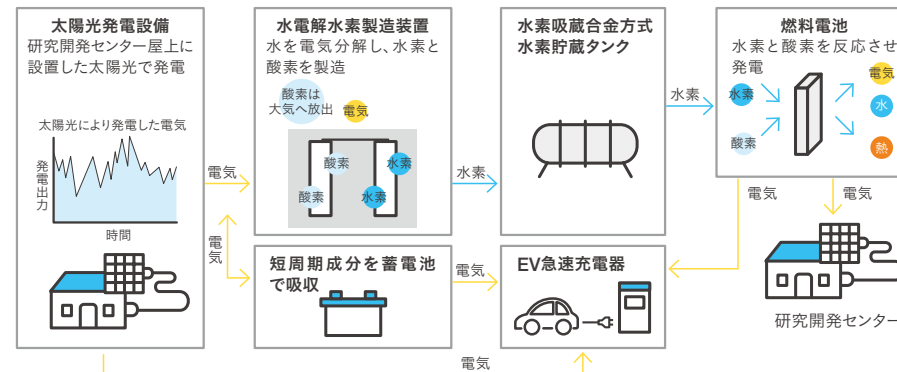 太陽光発電設備
研究開発センター屋上に
設置した太陽光で発電
太陽光により発電した電気
発電出力
時間
電気
電気
水電解水素製造装置
水を電気分解し、水素と
酸素を製造
酸素は
大気へ放出
電気
酸素
水素
酸素
水素
水素
短周期成分を蓄電池
で吸収
電気
水素吸蔵合金方式
水素貯蔵タンク
水素
EV急速充電器
電気
燃料電池
水素と酸素を反応させ
発電
水素
酸素
電気
水
熱
電気
電気
研究開発センター